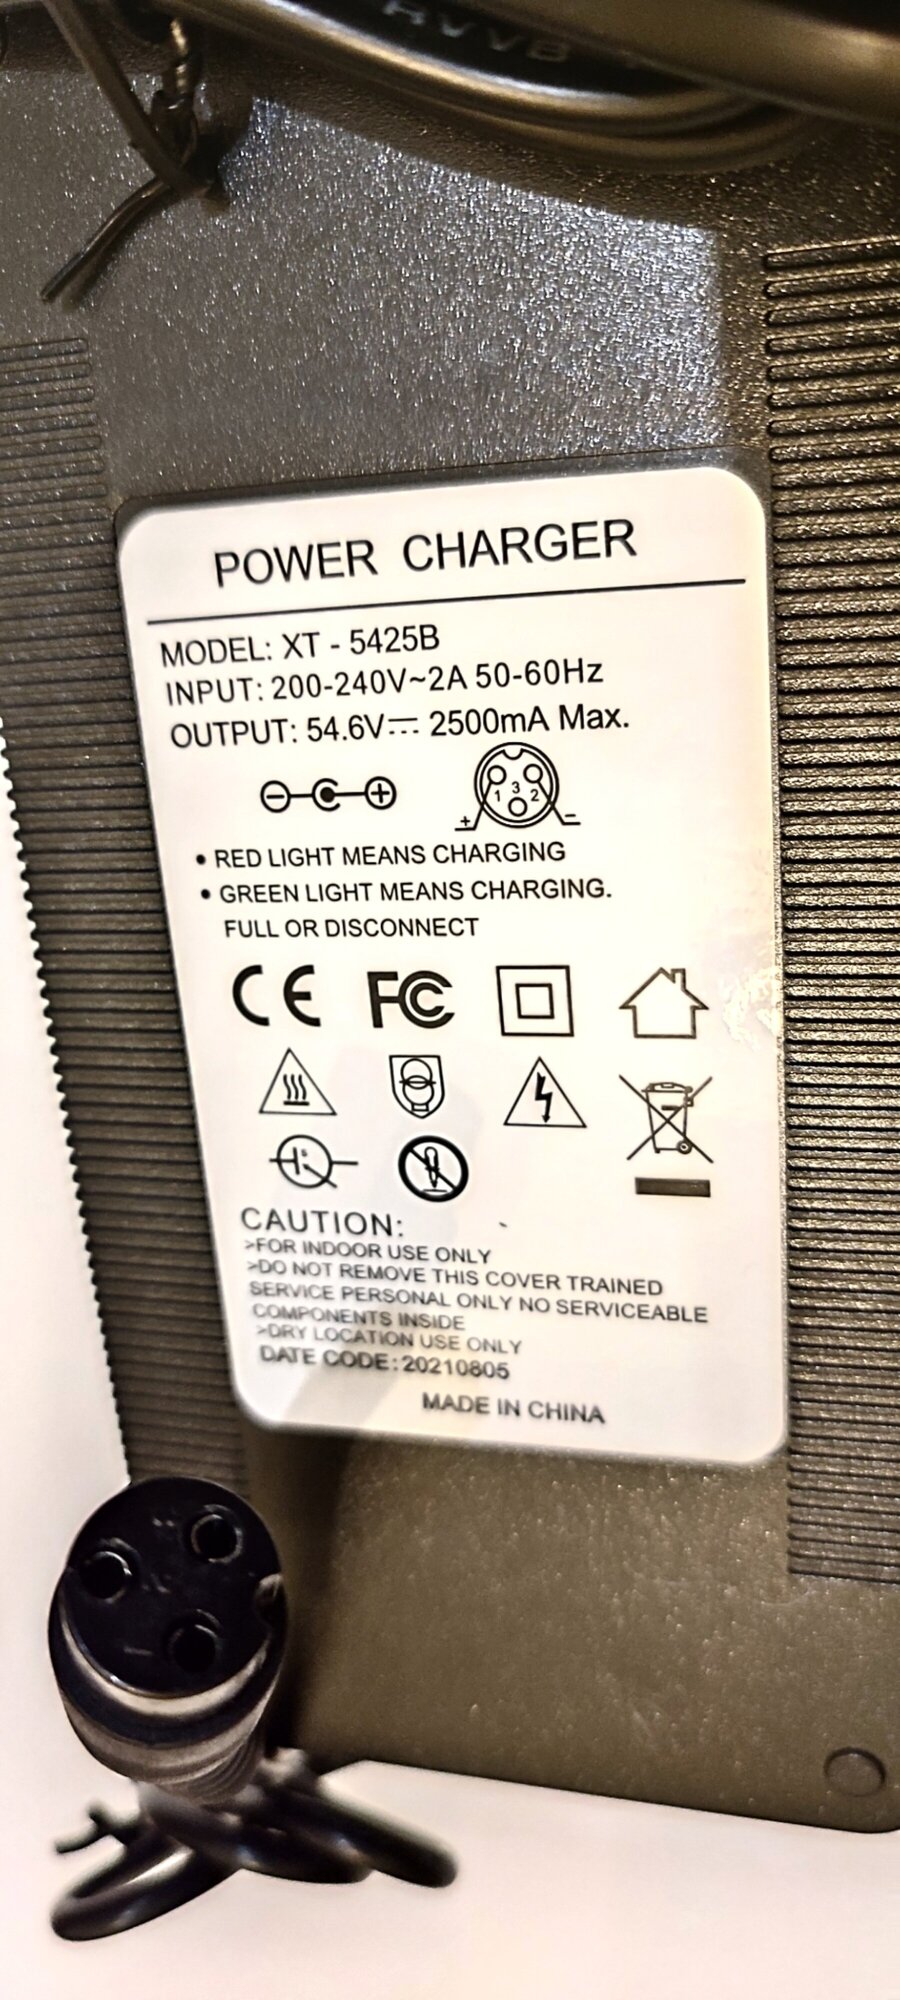 RVVB
POWER CHARGER
MODEL: XT - 5425B
INPUT: 200-240V~2A 50-60Hz
OUTPUT: 54.6V⎓ 2500mA Max.
1 3 2
+ -
• RED LIGHT MEANS CHARGING
• GREEN LIGHT MEANS CHARGING.
FULL OR DISCONNECT
CE FC
CAUTION:
>FOR INDOOR USE ONLY
>DO NOT REMOVE THIS COVER TRAINED
SERVICE PERSONAL ONLY NO SERVICEABLE
COMPONENTS INSIDE
>DRY LOCATION USE ONLY
DATE CODE:20210805
MADE IN CHINA